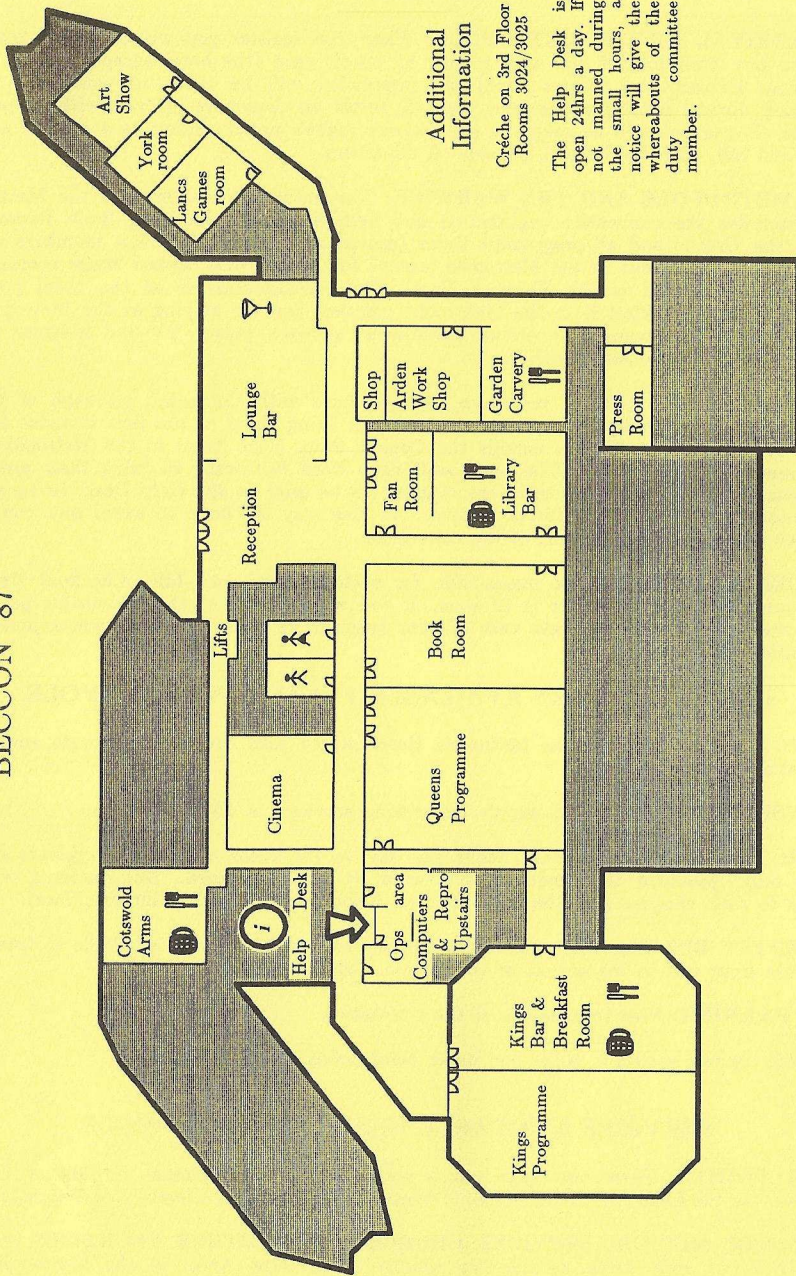 BECCON '87
Cotswold
Arms
Art
Show
York
room
Lancs
Games
room
Lifts
Reception
Lounge
Bar
i
Help Desk
Cinema
Ops area
Computers
& Repro
Upstairs
Queens
Programme
Book
Room
Fan
Room
Library
Bar
Shop
Arden
Work
Shop
Garden
Carvery
Press
Room
Kings
Programme
Kings
Bar &
Breakfast
Room
Additional
Information
Créche on 3rd Floor
Rooms 3024/3025
The Help Desk is
open 24hrs a day. If
not manned during
the small hours, a
notice will give the
whereabouts of the
duty committee
member.